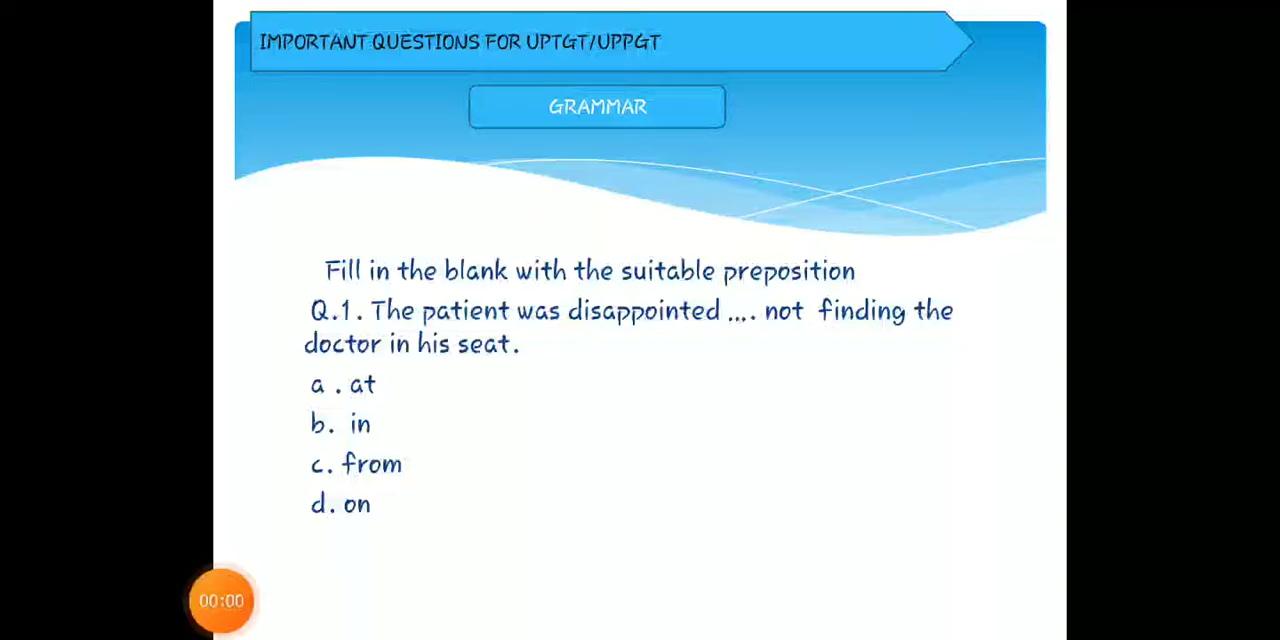 IMPORTANT QUESTIONS FOR UPTGT/UPPGT
GRAMMAR
Fill in the blank with the suitable preposition
Q.1. The patient was disappointed .... not finding the
doctor in his seat.
a . at
b. in
c. from
d. on
00:00